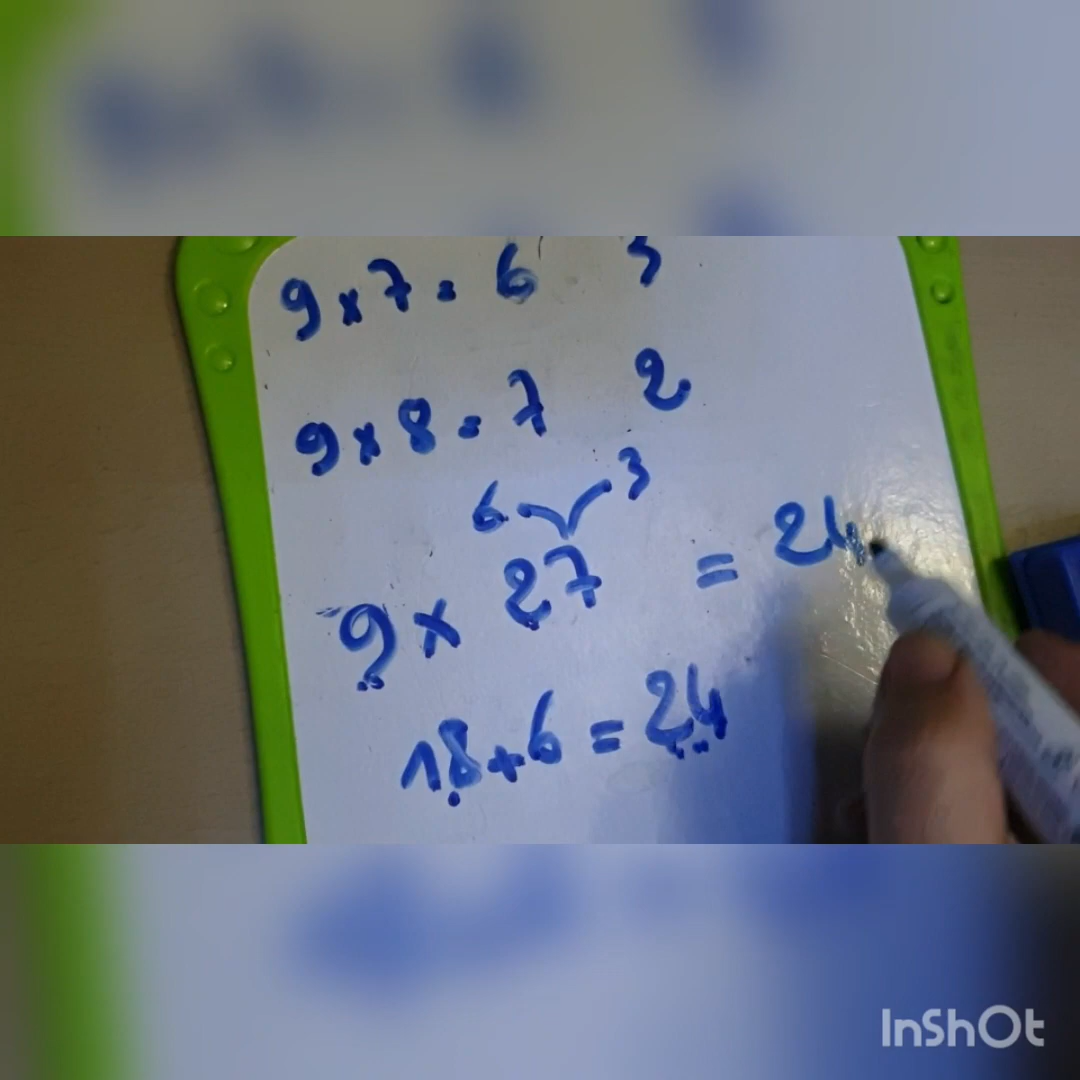 9 x 7 = 6 3
9 x 8 = 7 2
6 3
9 x 27 = 24
18+6=24
InShOt